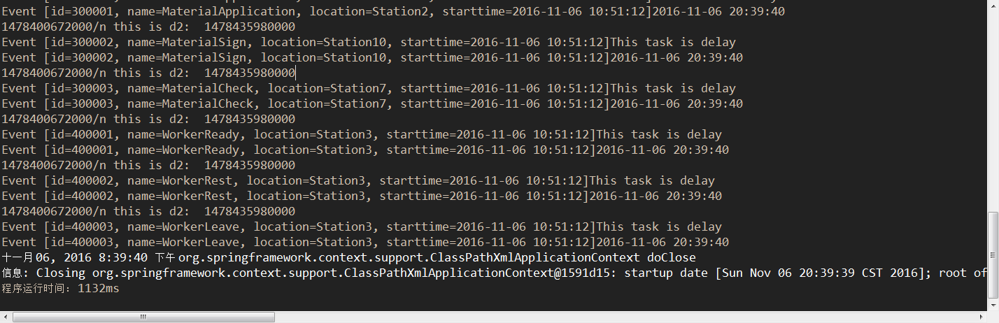 Event [id=300001, name=MaterialApplication, location=Station2, starttime=2016-11-06 10:51:12]2016-11-06 20:39:40
1478400672000/n this is d2:  1478435980000
Event [id=300002, name=MaterialSign, location=Station10, starttime=2016-11-06 10:51:12]This task is delay
Event [id=300002, name=MaterialSign, location=Station10, starttime=2016-11-06 10:51:12]2016-11-06 20:39:40
1478400672000/n this is d2:  1478435980000
Event [id=300003, name=MaterialCheck, location=Station7, starttime=2016-11-06 10:51:12]This task is delay
Event [id=300003, name=MaterialCheck, location=Station7, starttime=2016-11-06 10:51:12]2016-11-06 20:39:40
1478400672000/n this is d2:  1478435980000
Event [id=400001, name=WorkerReady, location=Station3, starttime=2016-11-06 10:51:12]This task is delay
Event [id=400001, name=WorkerReady, location=Station3, starttime=2016-11-06 10:51:12]2016-11-06 20:39:40
1478400672000/n this is d2:  1478435980000
Event [id=400002, name=WorkerRest, location=Station3, starttime=2016-11-06 10:51:12]This task is delay
Event [id=400002, name=WorkerRest, location=Station3, starttime=2016-11-06 10:51:12]2016-11-06 20:39:40
1478400672000/n this is d2:  1478435980000
Event [id=400003, name=WorkerLeave, location=Station3, starttime=2016-11-06 10:51:12]This task is delay
Event [id=400003, name=WorkerLeave, location=Station3, starttime=2016-11-06 10:51:12]2016-11-06 20:39:40
十一月 06, 2016 8:39:40 下午 org.springframework.context.support.ClassPathXmlApplicationContext doClose
信息: Closing org.springframework.context.support.ClassPathXmlApplicationContext@1591d15: startup date [Sun Nov 06 20:39:39 CST 2016]; root of
程序运行时间: 1132ms